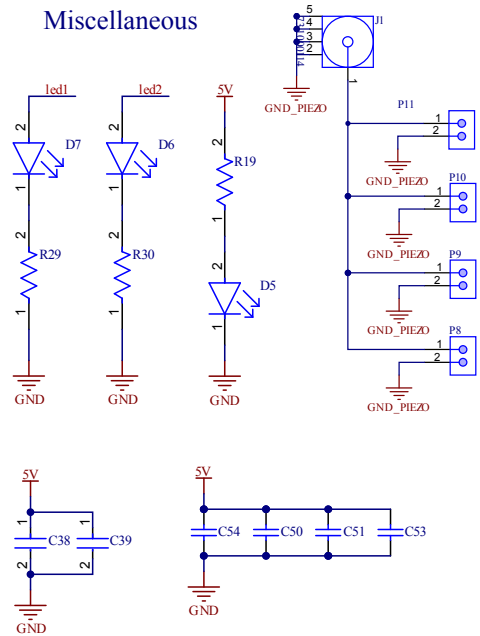 Miscellaneous
led1
led2
5V
5
4
3
2
J1
1
GND_PIEZO
2
D7
1
2
D6
1
R19
2
1
P11
1
2
GND_PIEZO
P10
1
2
GND_PIEZO
2
R29
1
2
R30
1
2
D5
1
P9
1
2
GND_PIEZO
P8
1
2
GND_PIEZO
GND
GND
GND
5V
1
1
C38
C39
2
2
GND
5V
C54
C50
C51
C53
GND